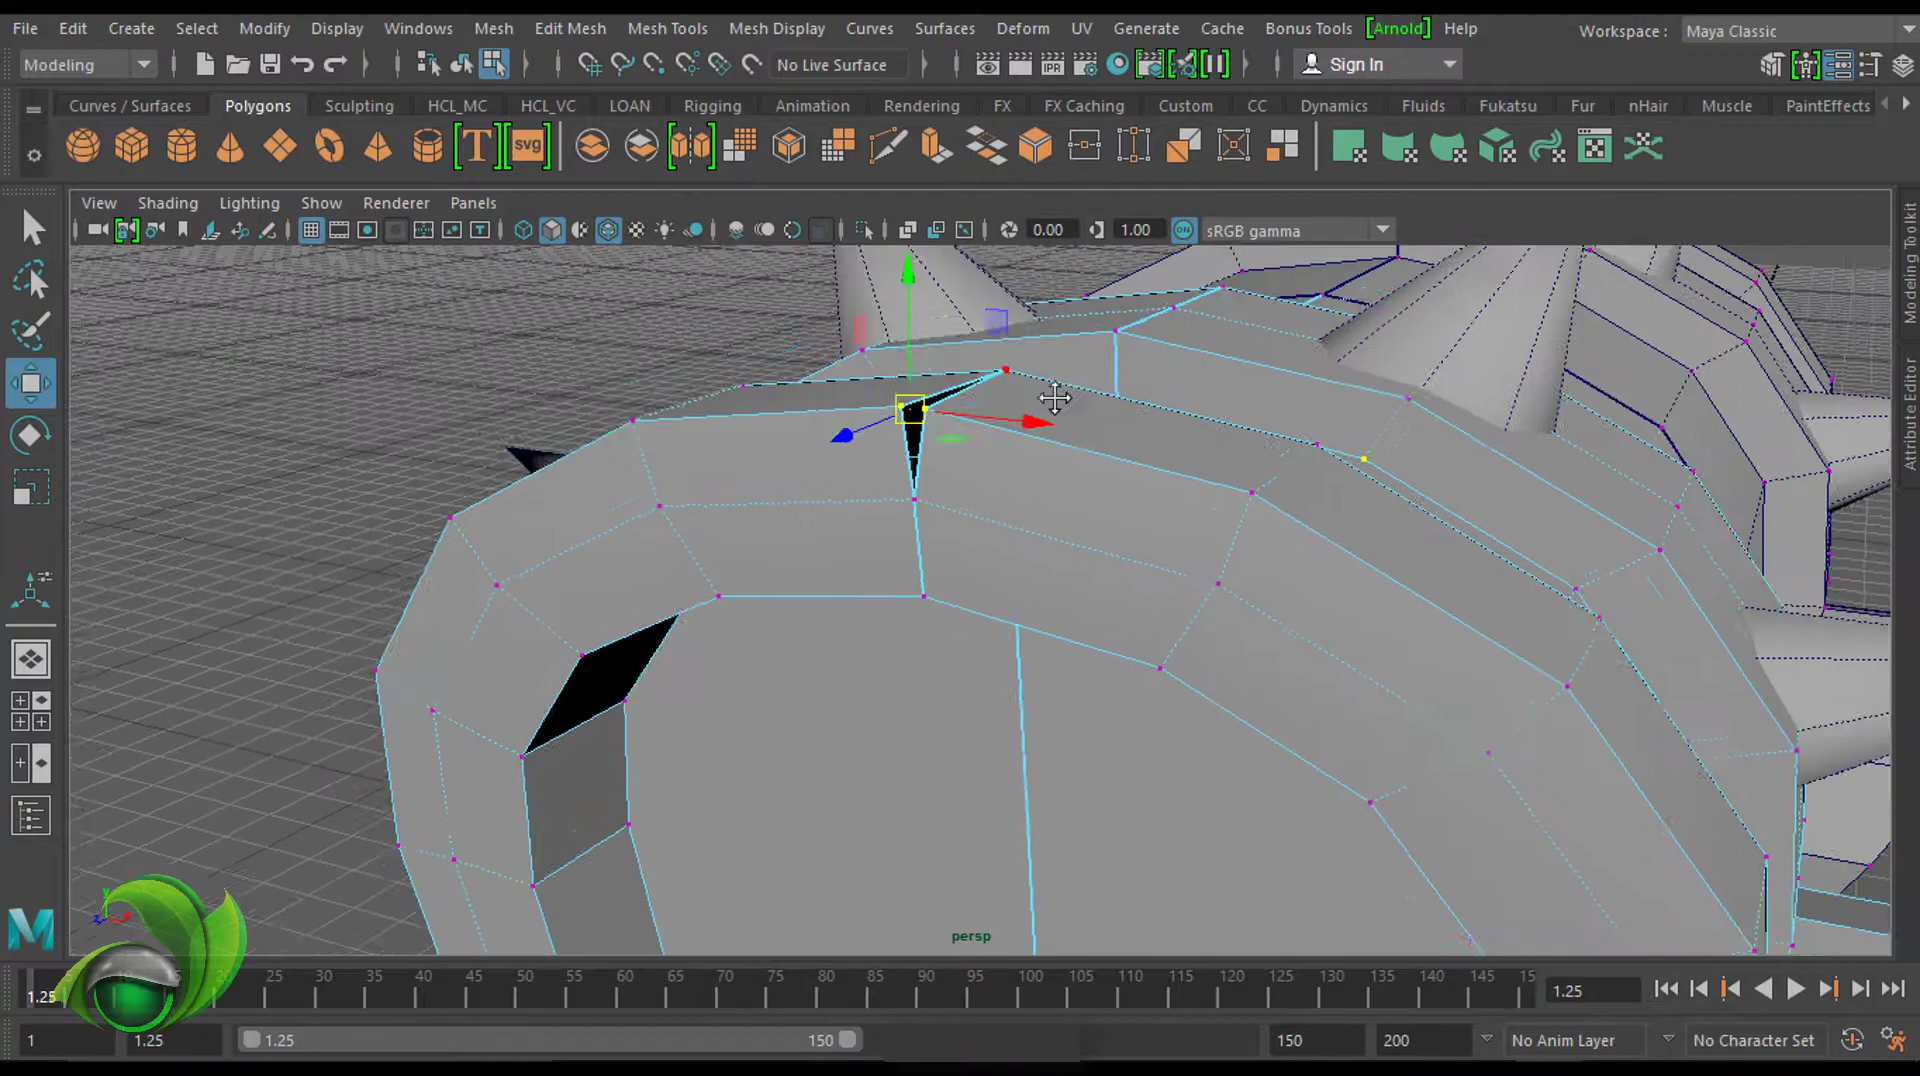 File Edit Create Select Modify Display Windows Mesh Edit Mesh Mesh Tools Mesh Display Curves Surfaces Deform UV Generate Cache Bonus Tools [Arnold] Help Workspace : Maya Classic
Modeling No Live Surface IPR Sign In
Curves / Surfaces Polygons Sculpting HCL_MC HCL_VC LOAN Rigging Animation Rendering FX FX Caching Custom CC Dynamics Fluids Fukatsu Fur nHair Muscle PaintEffects
T svg
View Shading Lighting Show Renderer Panels
0.00 1.00 ON sRGB gamma
Modeling Toolkit
Attribute Editor
persp
y
z x
M
5 15 20 25 30 35 40 45 50 55 60 65 70 75 80 85 90 95 100 105 110 115 120 125 130 135 140 145 15
1.25 1.25
1 1.25 1.25 150 150 200 No Anim Layer No Character Set